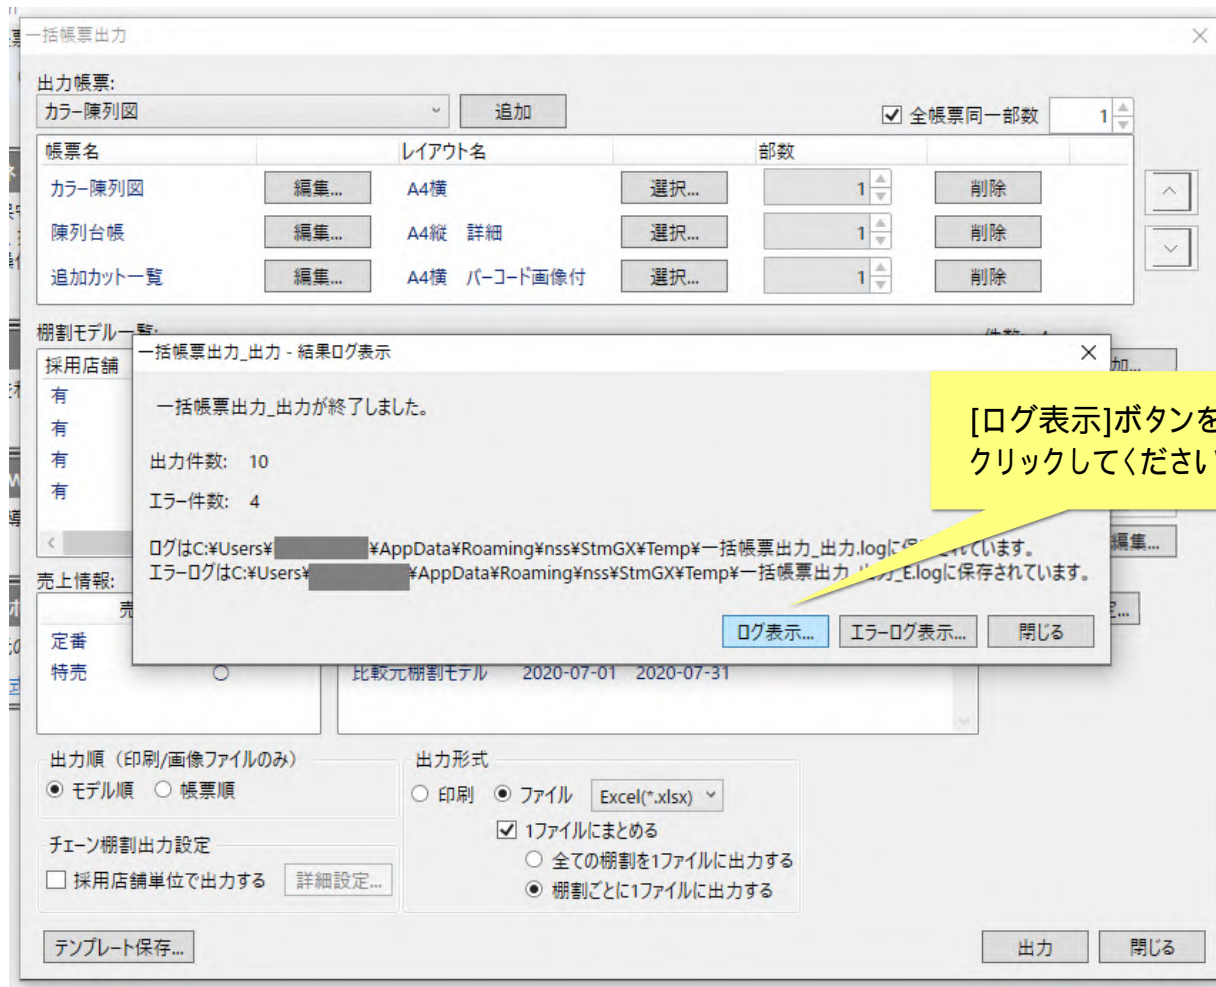 一括帳票出力
出力帳票:
カラー陳列図
追加
全帳票同一部数
1
帳票名 レイアウト名 部数
カラー陳列図 編集... A4横 選択... 1 削除
陳列台帳 編集... A4縦 詳細 選択... 1 削除
追加カット一覧 編集... A4横 バーコード画像付 選択... 1 削除
棚割モデル一覧:
採用店舗
有
有
有
有
一括帳票出力_出力 - 結果ログ表示
一括帳票出力_出力が終了しました。
出力件数: 10
エラー件数: 4
ログはC:¥Users¥ ¥AppData¥Roaming¥nss¥StmGX¥Temp¥一括帳票出力_出力.logに保存されています。
エラーログはC:¥Users¥ ¥AppData¥Roaming¥nss¥StmGX¥Temp¥一括帳票出力_出力_E.logに保存されています。
ログ表示... エラーログ表示... 閉じる
[ログ表示]ボタンを
クリックしてください
編集...
売上情報:
定番
特売 〇
比較元棚割モデル 2020-07-01 2020-07-31
出力順（印刷/画像ファイルのみ）
モデル順 帳票順
チェーン棚割出力設定
採用店舗単位で出力する 詳細設定...
出力形式
印刷 ファイル Excel(*.xlsx)
1ファイルにまとめる
全ての棚割を1ファイルに出力する
棚割ごとに1ファイルに出力する
テンプレート保存... 出力 閉じる